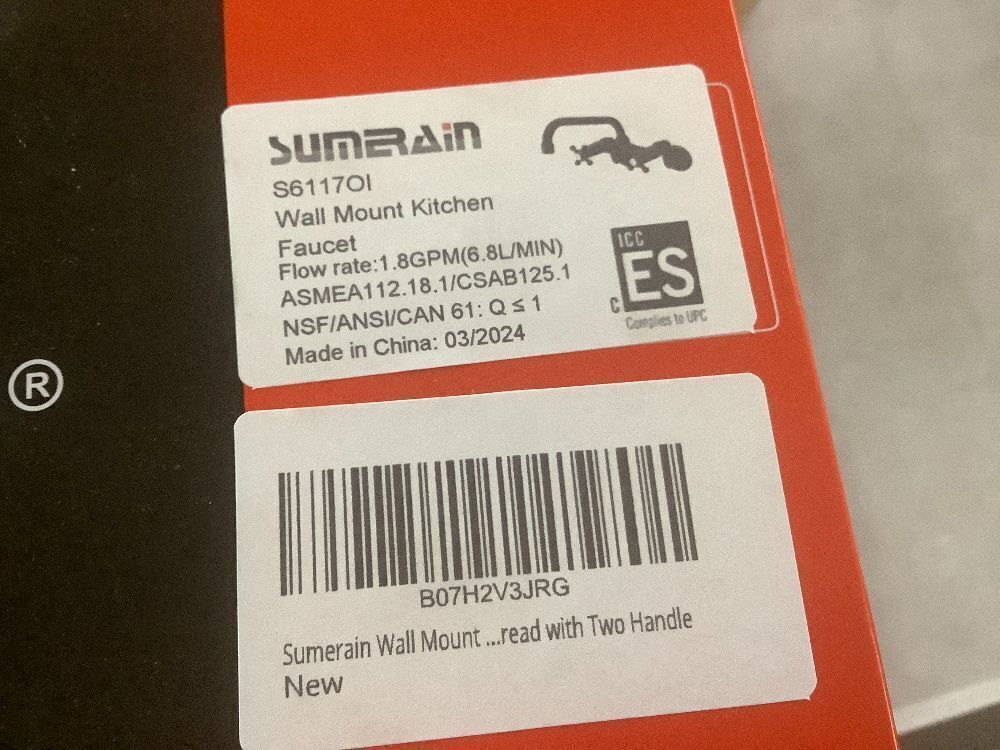 SUMERAIN
S6117OI
Wall Mount Kitchen
Faucet
Flow rate:1.8GPM(6.8L/MIN)
ASMEA112.18.1/CSAB125.1
NSF/ANSI/CAN 61: Q ≤ 1
Made in China: 03/2024
ICC
ES
C
Complies to UPC
®
B07H2V3JRG
Sumerain Wall Mount ...read with Two Handle
New